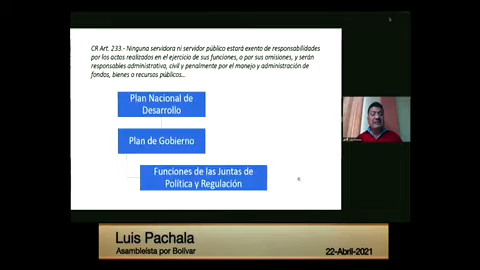 CR Art. 233.- Ninguna servidora ni servidor público estará exento de responsabilidades
por los actos realizados en el ejercicio de sus funciones, o por sus omisiones, y serán
responsables administrativa, civil y penalmente por el manejo y administración de
fondos, bienes o recursos públicos...
Plan Nacional de
Desarrollo
Plan de Gobierno
Funciones de las Juntas de
Política y Regulación
Luis Pachala
Asambleísta por Bolívar
22-Abril-2021